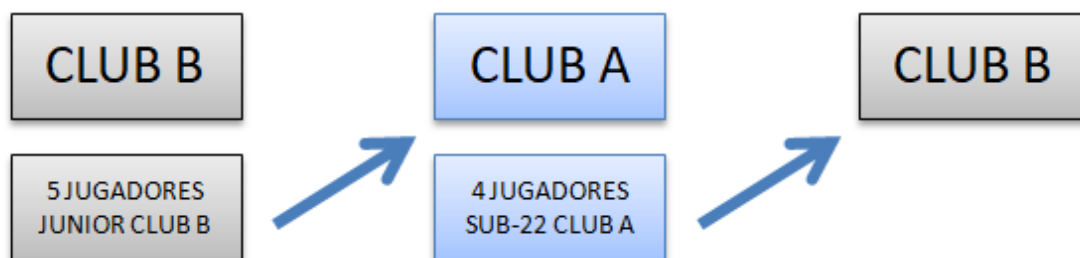 CLUB B
CLUB A
CLUB B
5 JUGADORES
JUNIOR CLUB B
4 JUGADORES
SUB-22 CLUB A